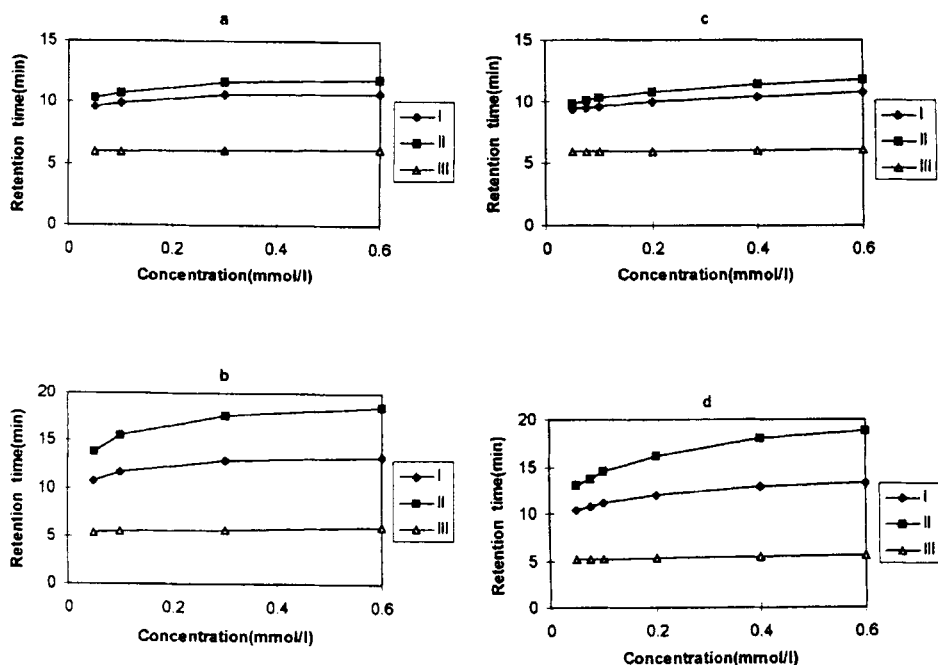 a
Retention time(min)
15
10
5
0
0 0.2 0.4 0.6
Concentration(mmol/l)
I
II
III
c
Retention time(min)
15
10
5
0
0 0.2 0.4 0.6
Concentration(mmol/l)
I
II
III
b
Retention time(min)
20
15
10
5
0
0 0.2 0.4 0.6
Concentration(mmol/l)
I
II
III
d
Retention time(min)
20
15
10
5
0
0 0.2 0.4 0.6
Concentration(mmol/l)
I
II
III